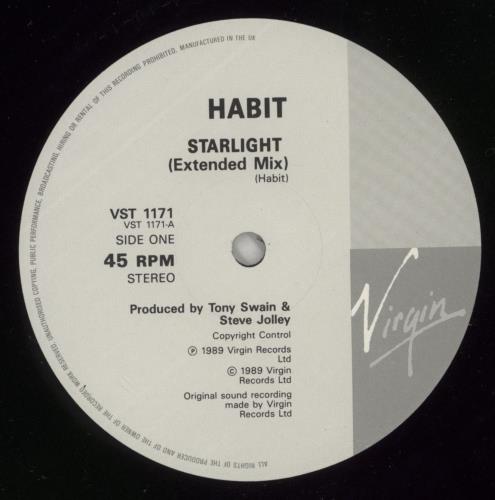 HABIT
STARLIGHT
(Extended Mix)
(Habit)
VST 1171
VST 1171-A
SIDE ONE
45 RPM
STEREO
Produced by Tony Swain &
Steve Jolley
Copyright Control
℗ 1989 Virgin Records
Ltd
© 1989 Virgin
Records Ltd
Original sound recording
made by Virgin
Records Ltd
Virgin
ALL RIGHTS OF THE PRODUCER AND OF THE OWNER OF THE RECORDED WORK RESERVED. UNAUTHORISED COPYING, PUBLIC PERFORMANCE, BROADCASTING, HIRING OR RENTAL OF THIS RECORDING PROHIBITED. MANUFACTURED IN THE UK